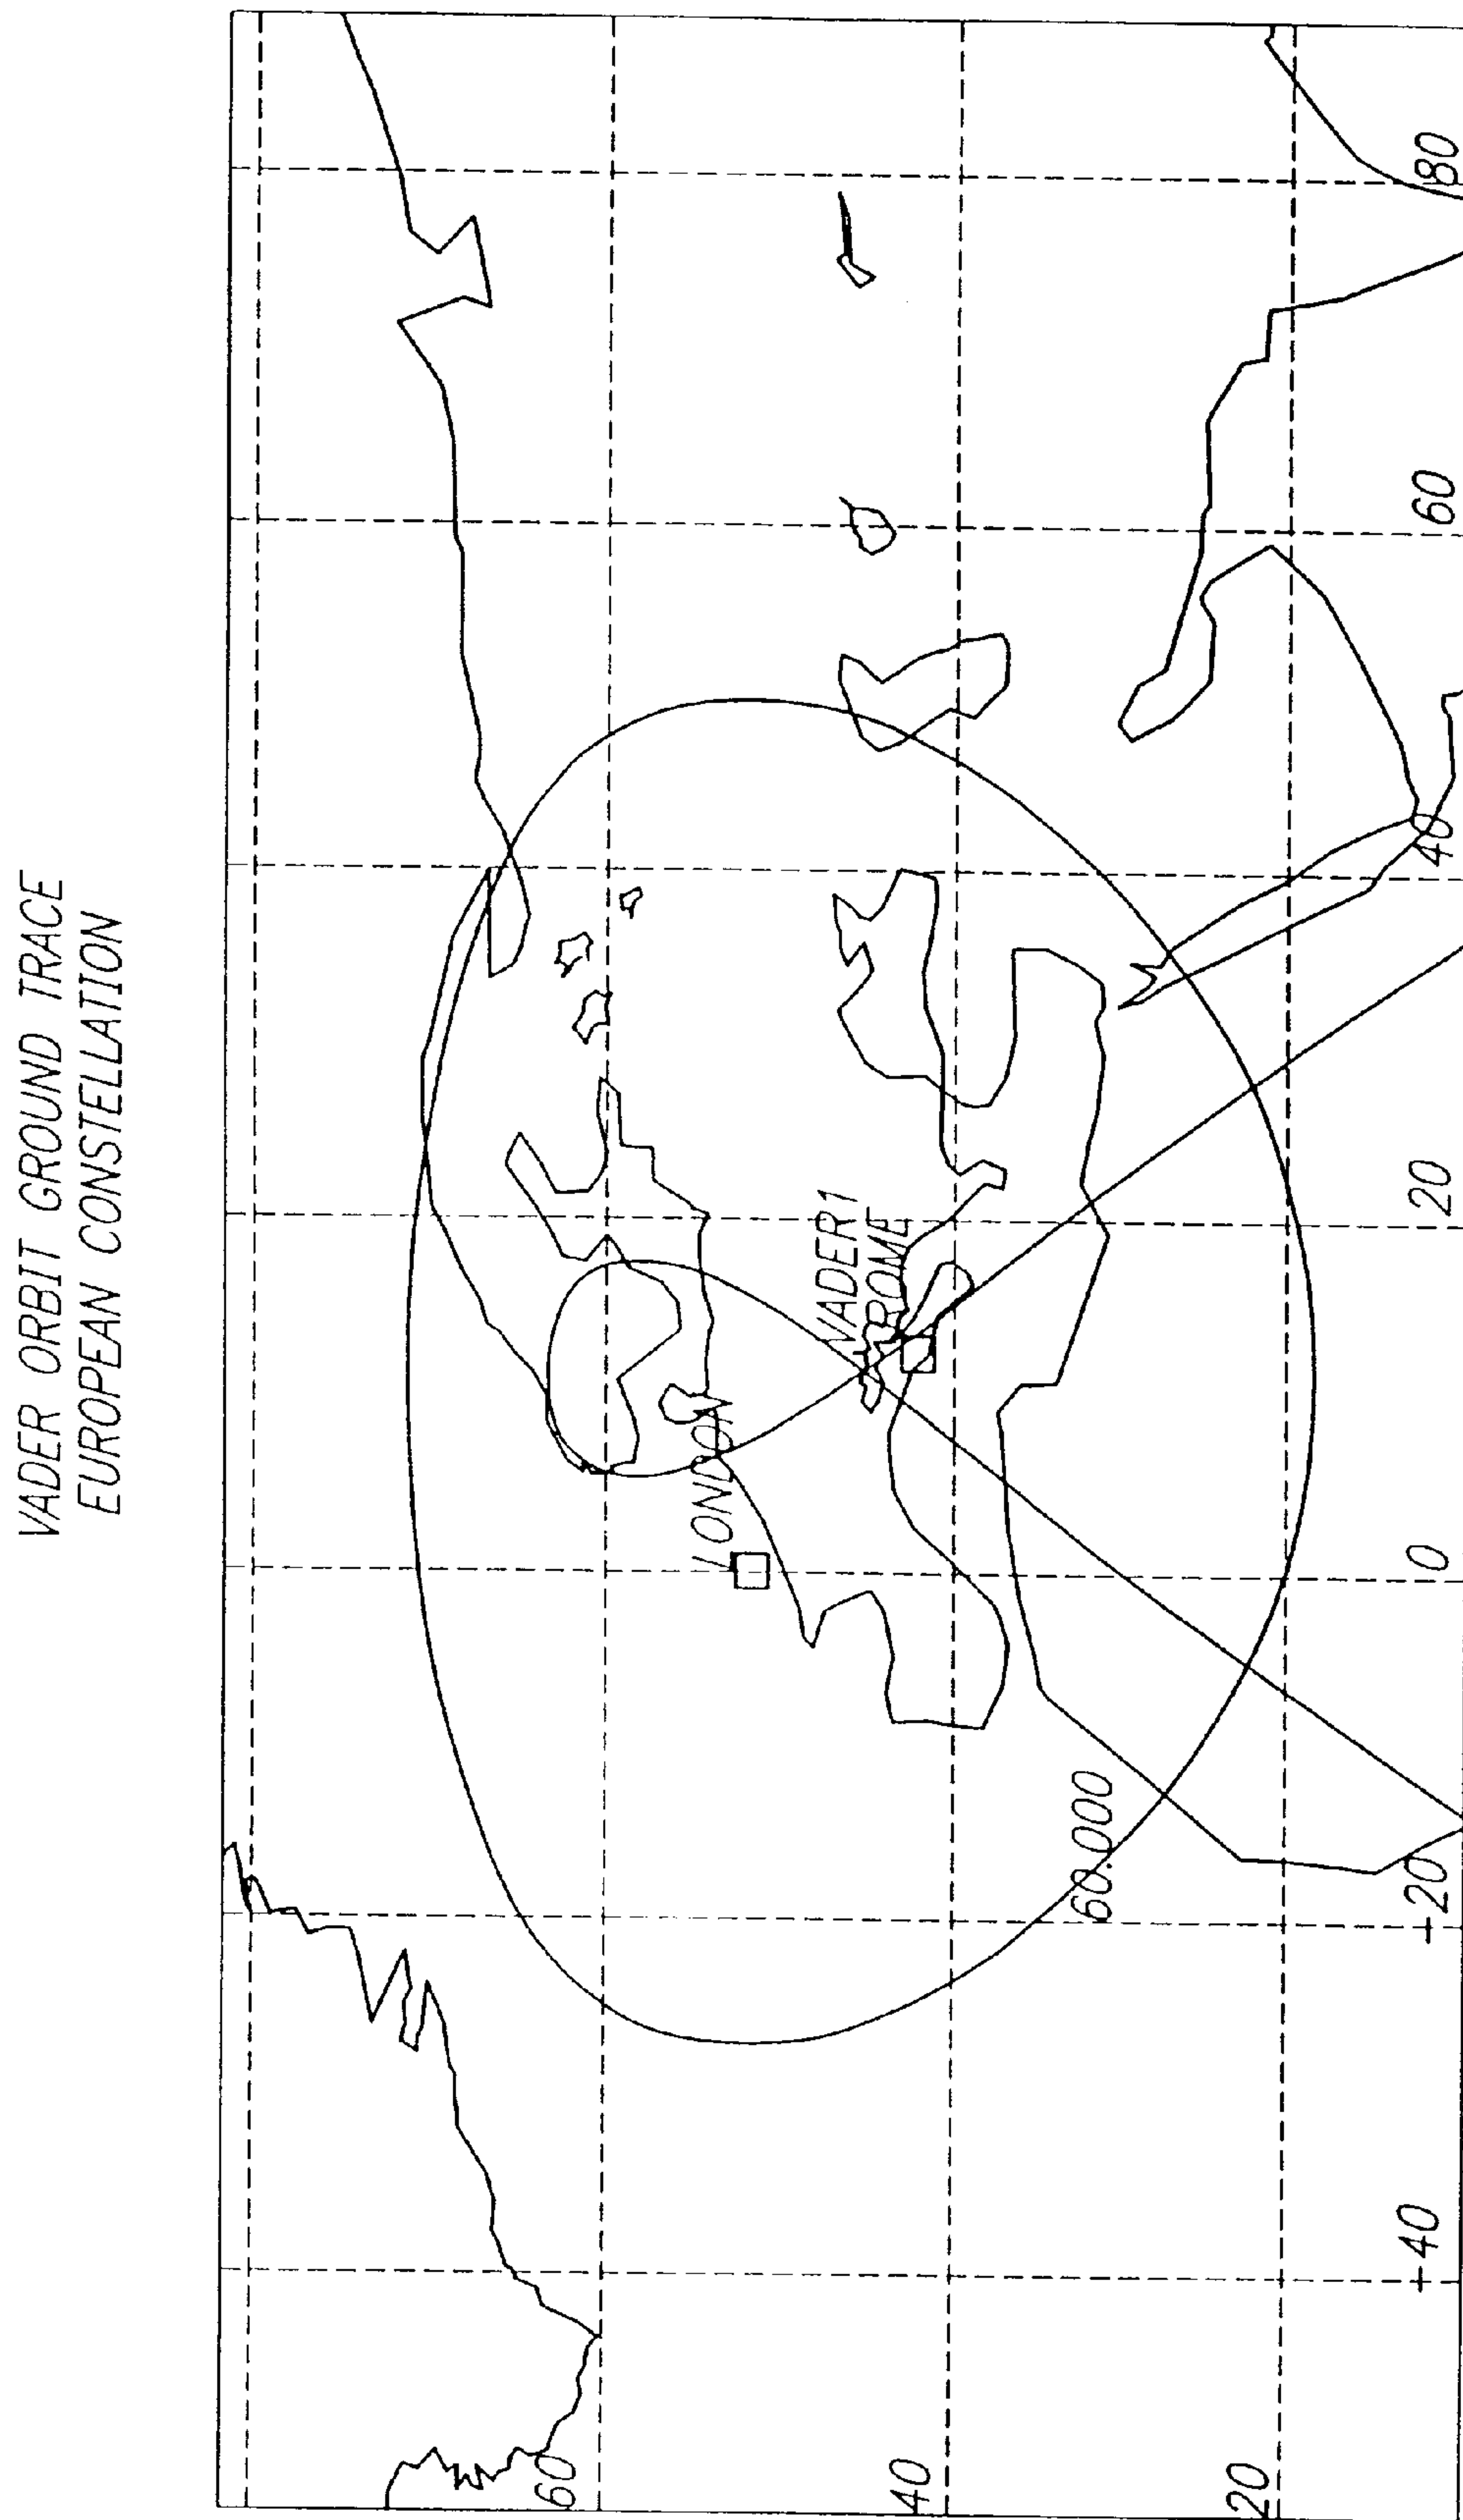 VADER ORBIT GROUND TRACE
EUROPEAN CONSTELLATION
60
LONDON
VADER1
ROME
40
60.000
20
-40
-20
0
20
40
60
80